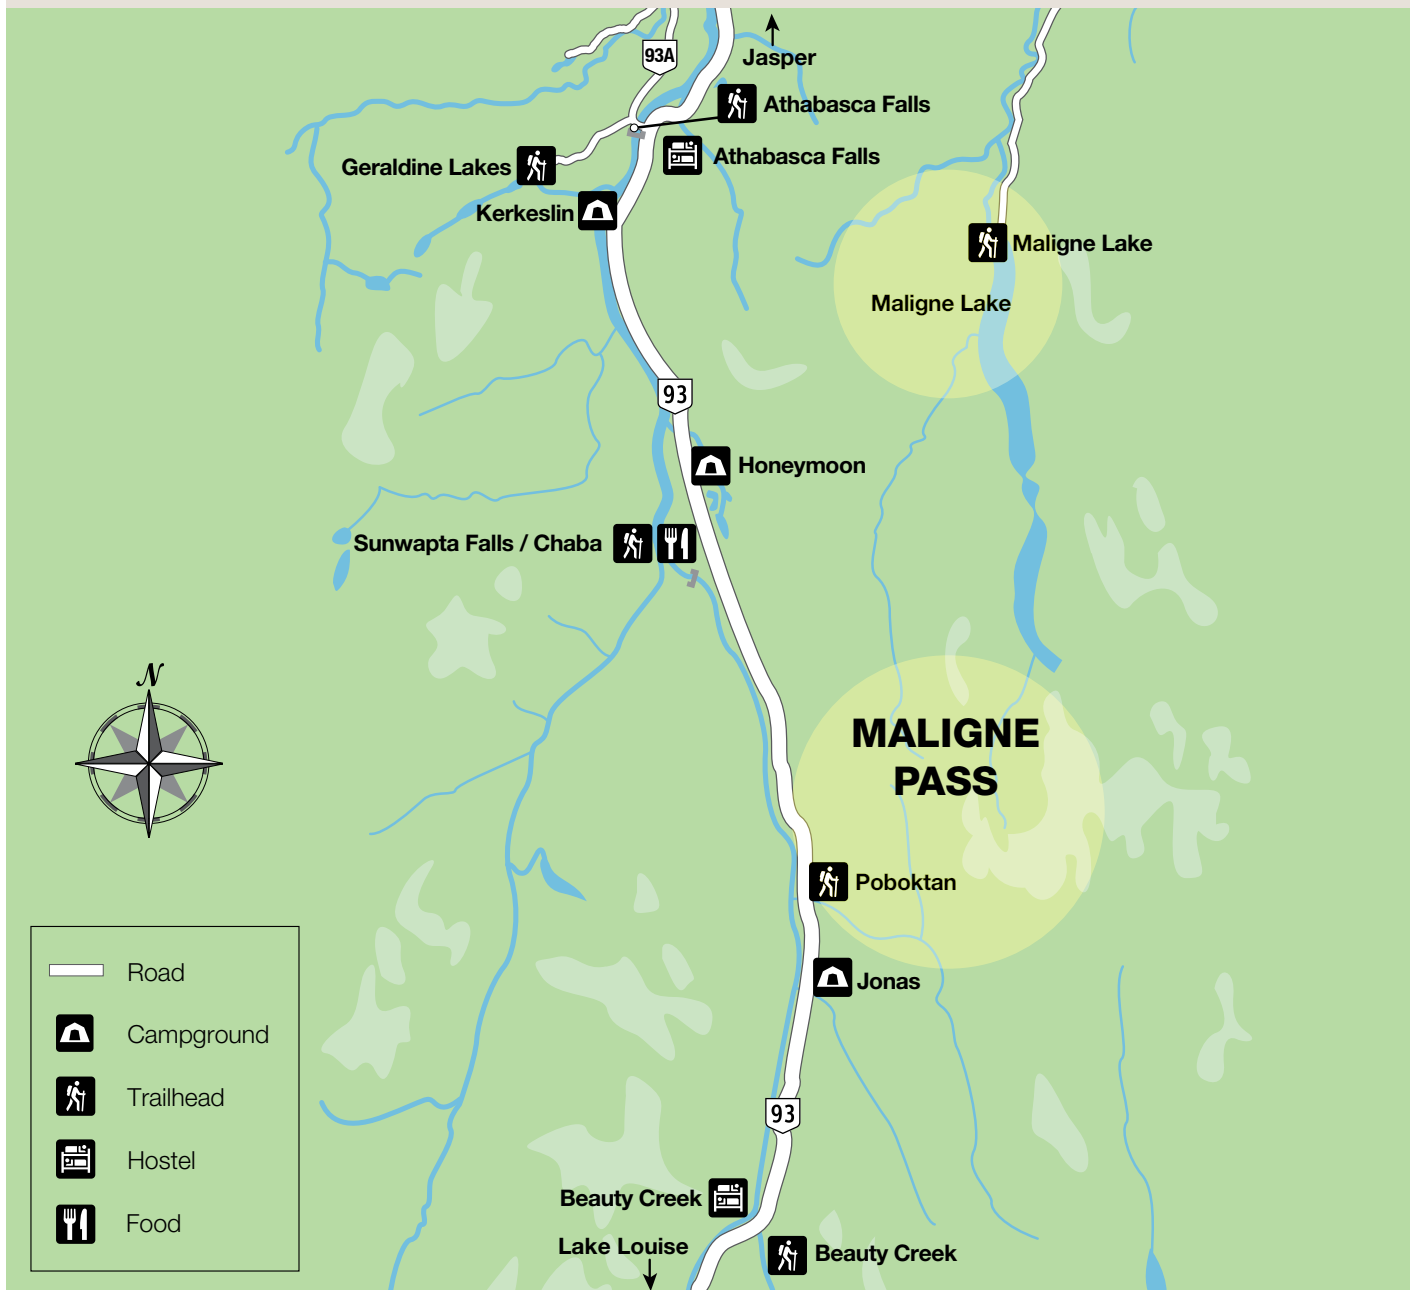 93A
Jasper
Athabasca Falls
Athabasca Falls
Geraldine Lakes
Kerkeslin
Maligne Lake
Maligne Lake
93
Honeymoon
Sunwapta Falls / Chaba
N
MALIGNE
PASS
Poboktan
Jonas
Road
Campground
Trailhead
Hostel
Food
93
Beauty Creek
Lake Louise
Beauty Creek